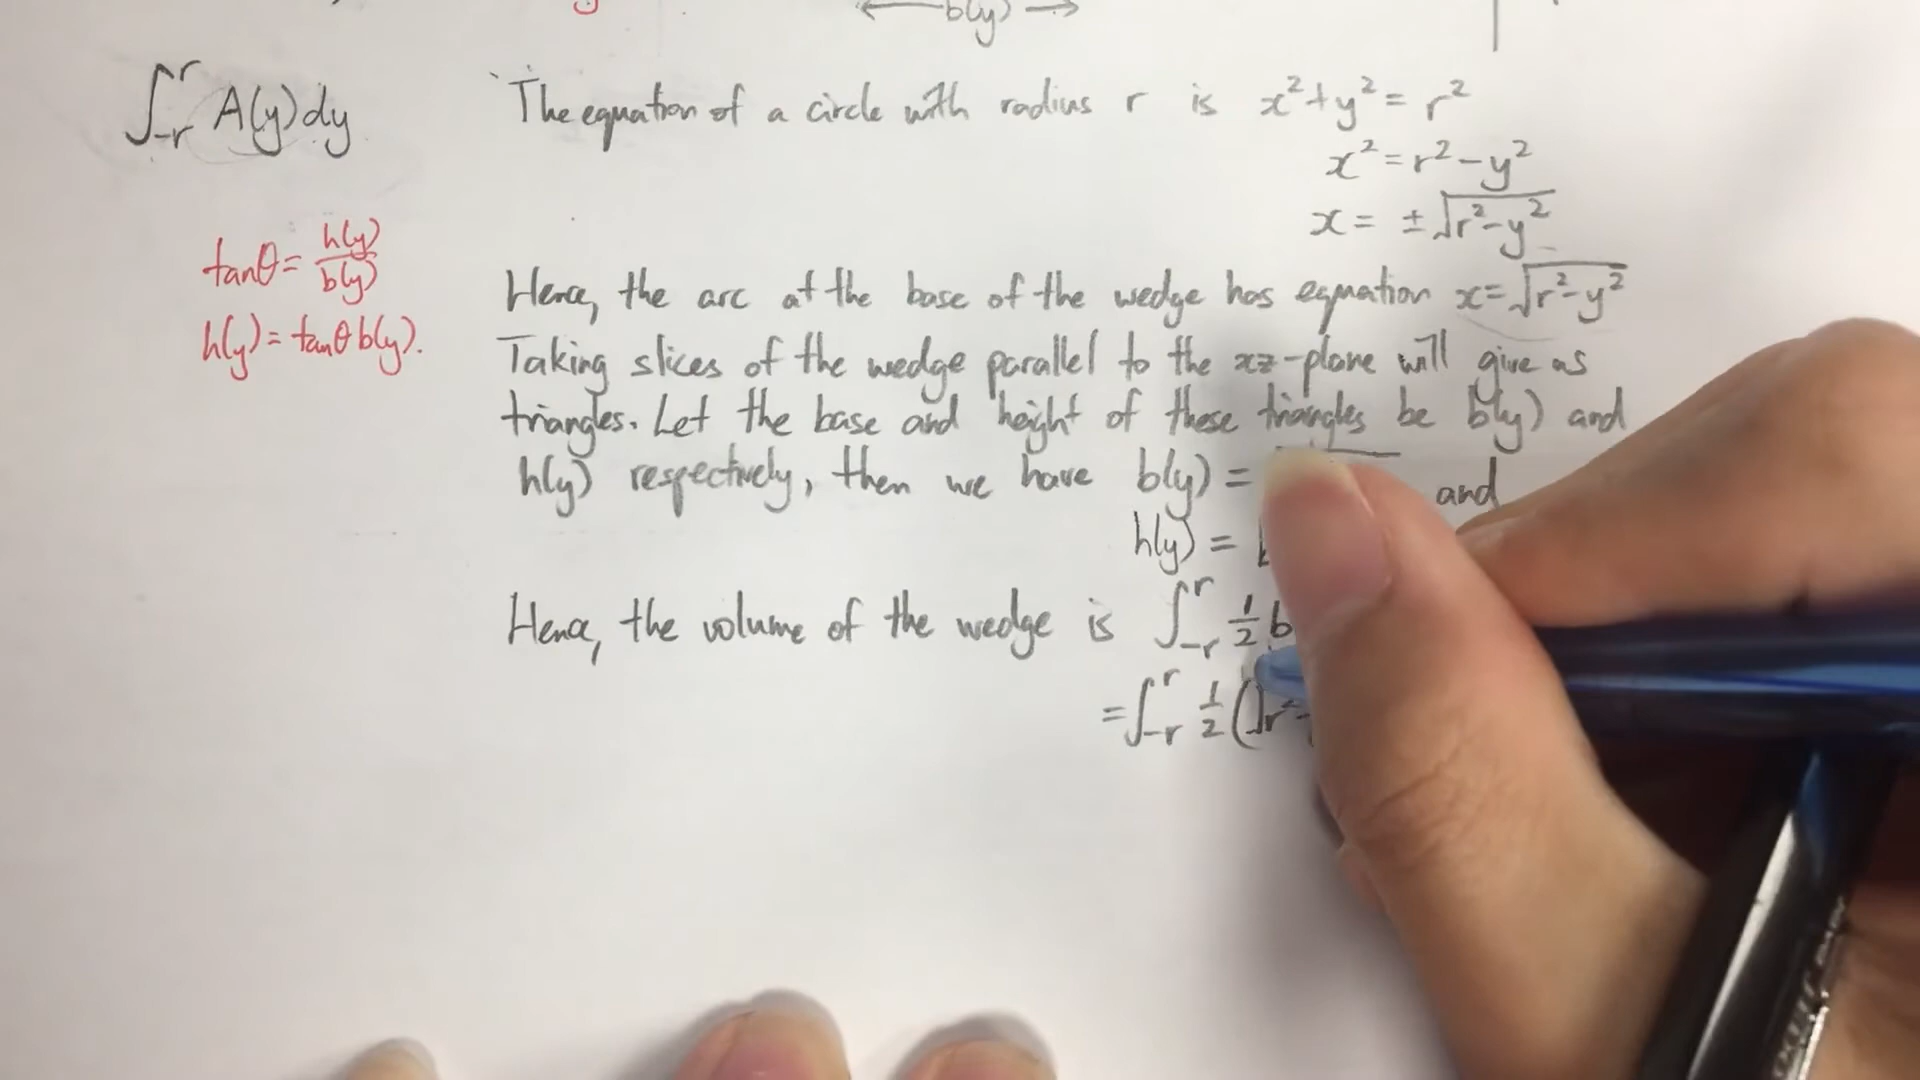 b(y)
∫_{-r}^{r} A(y)dy
The equation of a circle with radius r is x²+y²= r²
x²=r²-y²
x= ±√(r²-y²)
tanθ= h(y)/b(y)
h(y)= tanθ b(y).
Hence, the arc at the base of the wedge has equation x=√(r²-y²)
Taking slices of the wedge parallel to the xz-plane will give us
triangles. Let the base and height of these triangles be b(y) and
h(y) respectively, then we have b(y) = and
h(y) =
Hence, the volume of the wedge is ∫_{-r}^{r} 1/2 b
=∫_{-r}^{r} 1/2 (√r²-